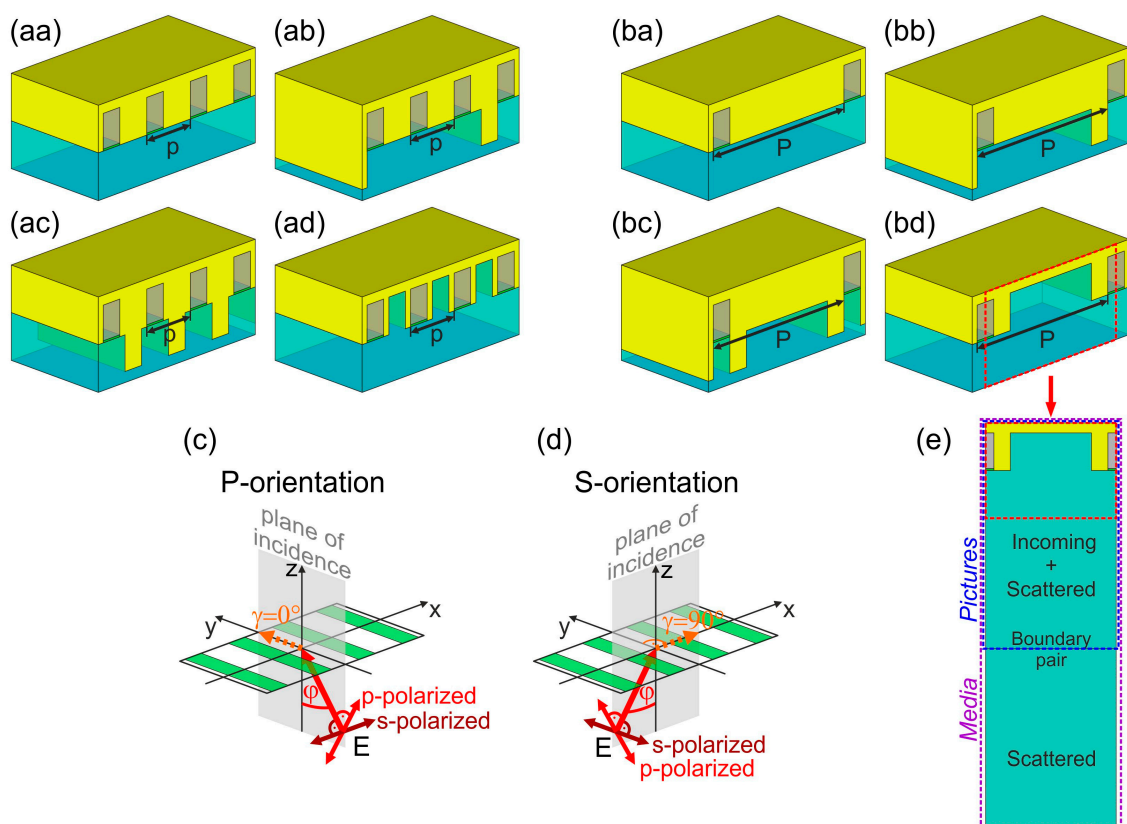 (aa)
(ab)
(ba)
(bb)
p
p
P
P
(ac)
(ad)
(bc)
(bd)
p
p
P
P
(c)
(d)
(e)
P-orientation
S-orientation
plane of
incidence
plane of
incidence
z
z
x
x
y
y
γ=0°
γ=90°
φ
φ
p-polarized
s-polarized
E
E
s-polarized
p-polarized
Pictures
Media
Incoming
+
Scattered
Boundary
pair
Scattered